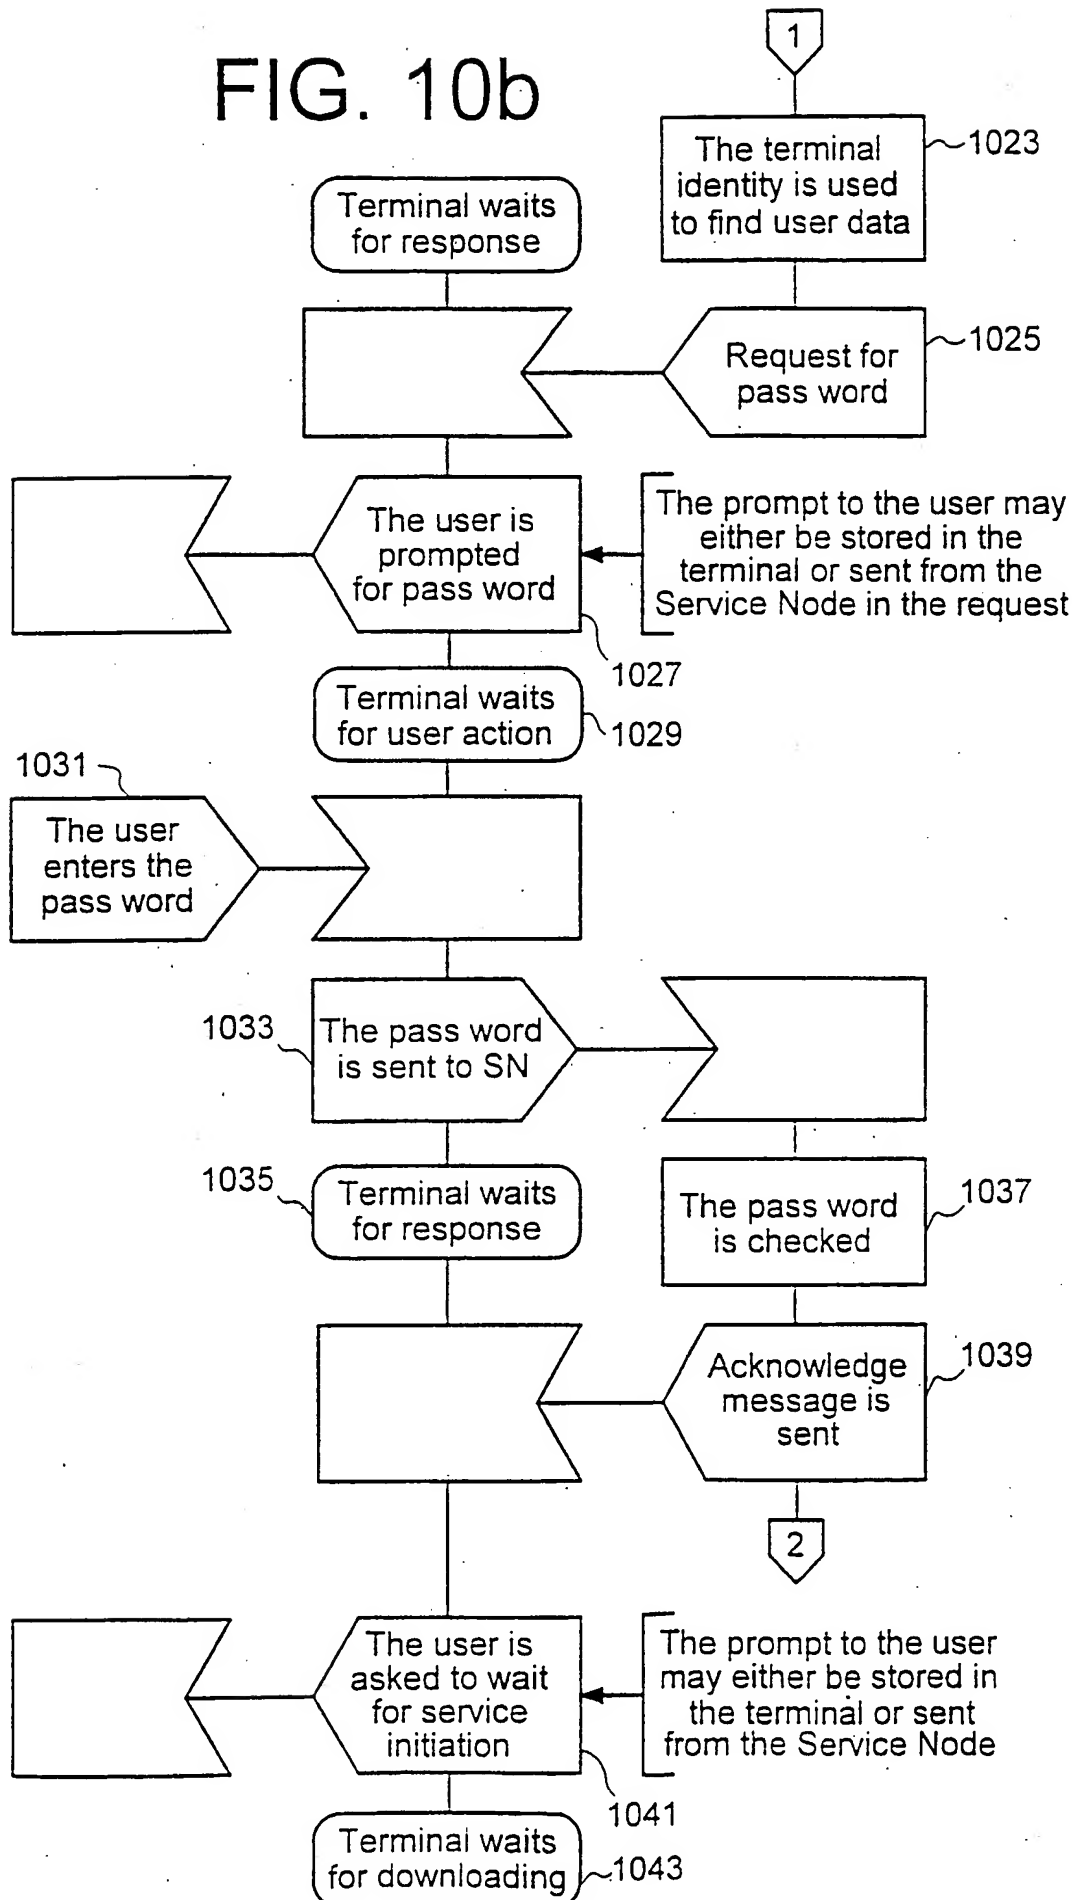 1
FIG. 10b
The terminal
identity is used
to find user data
1023
Terminal waits
for response
Request for
pass word
1025
The user is
prompted
for pass word
1027
The prompt to the user may
either be stored in the
terminal or sent from the
Service Node in the request
Terminal waits
for user action
1029
1031
The user
enters the
pass word
1033
The pass word
is sent to SN
1035
Terminal waits
for response
The pass word
is checked
1037
Acknowledge
message is
sent
1039
2
The user is
asked to wait
for service
initiation
1041
The prompt to the user
may either be stored in
the terminal or sent
from the Service Node
Terminal waits
for downloading
1043